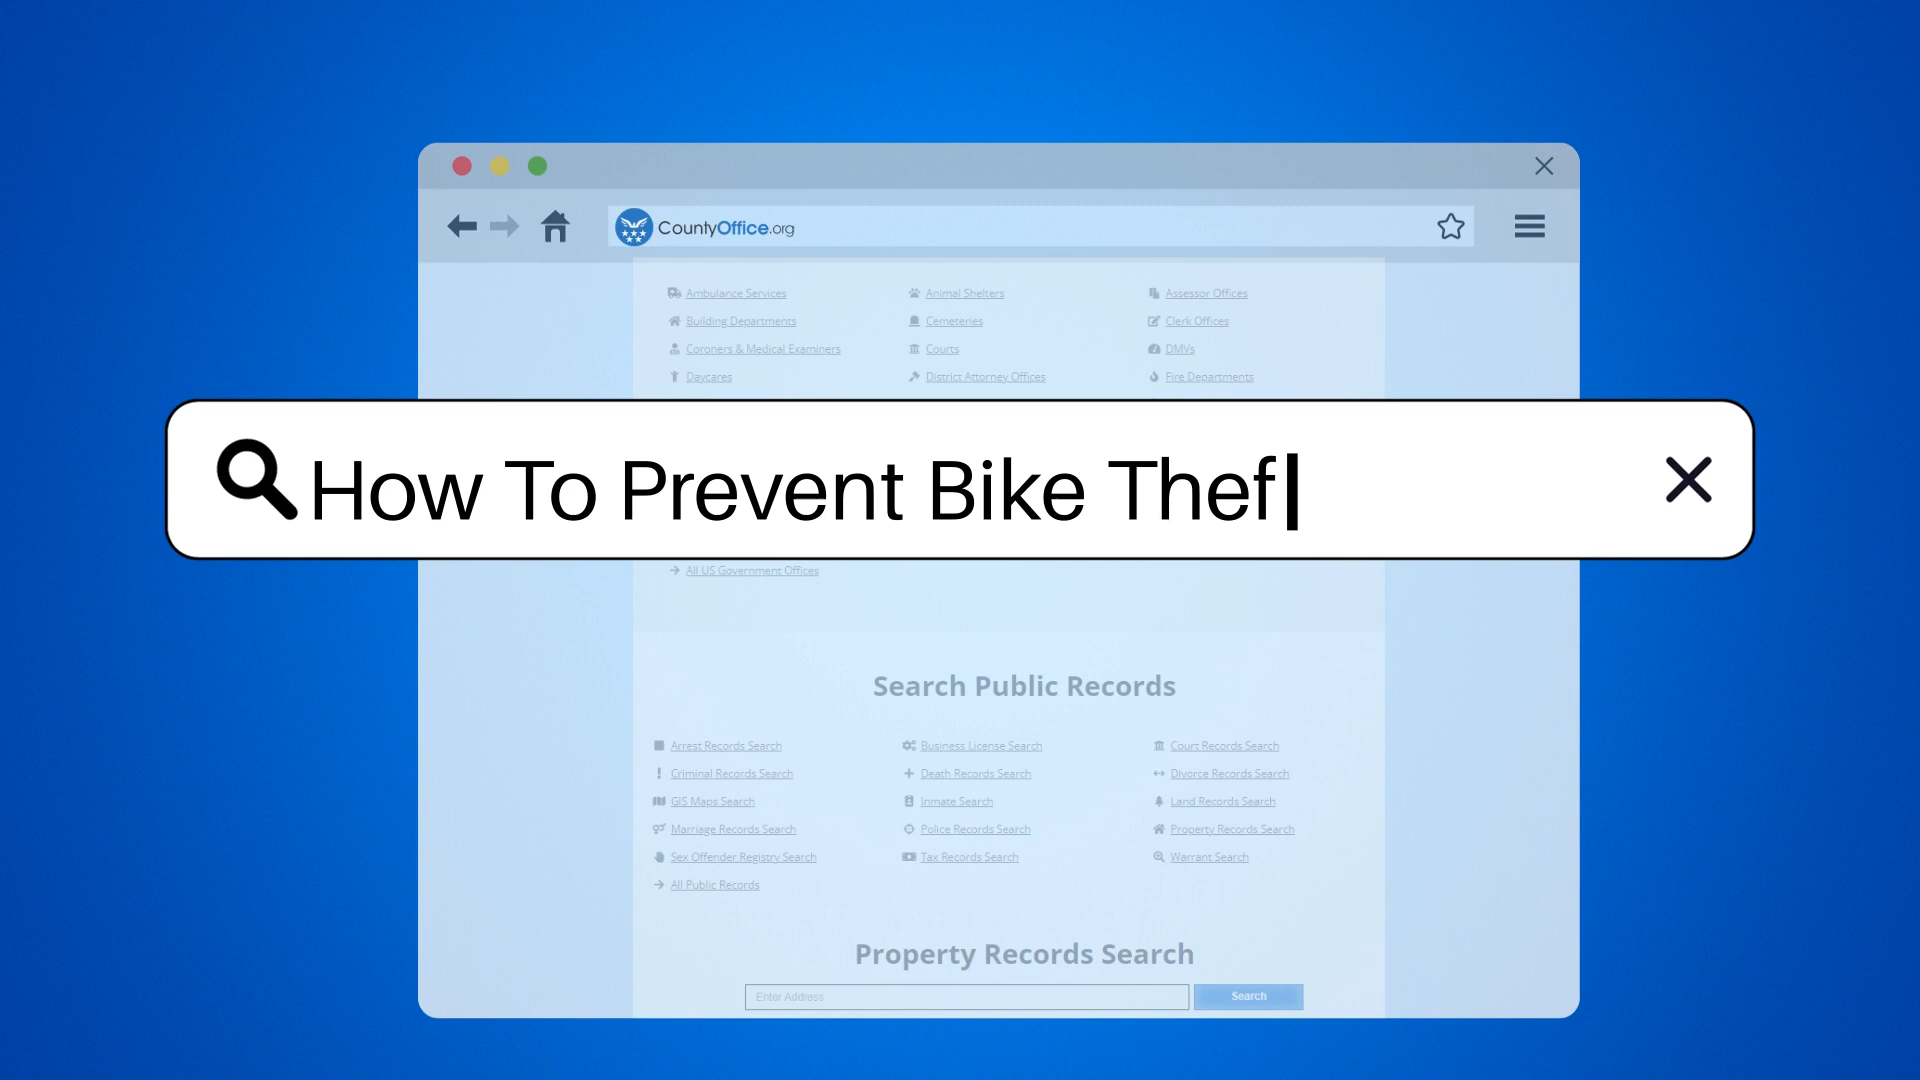 CountyOffice.org
Ambulance Services Animal Shelters Assessor Offices
Building Departments Cemeteries Clerk Offices
Coroners & Medical Examiners Courts DMVs
Daycares District Attorney Offices Fire Departments
How To Prevent Bike Thef
All US Government Offices
Search Public Records
Arrest Records Search Business License Search Court Records Search
Criminal Records Search Death Records Search Divorce Records Search
GIS Maps Search Inmate Search Land Records Search
Marriage Records Search Police Records Search Property Records Search
Sex Offender Registry Search Tax Records Search Warrant Search
All Public Records
Property Records Search
Enter Address Search